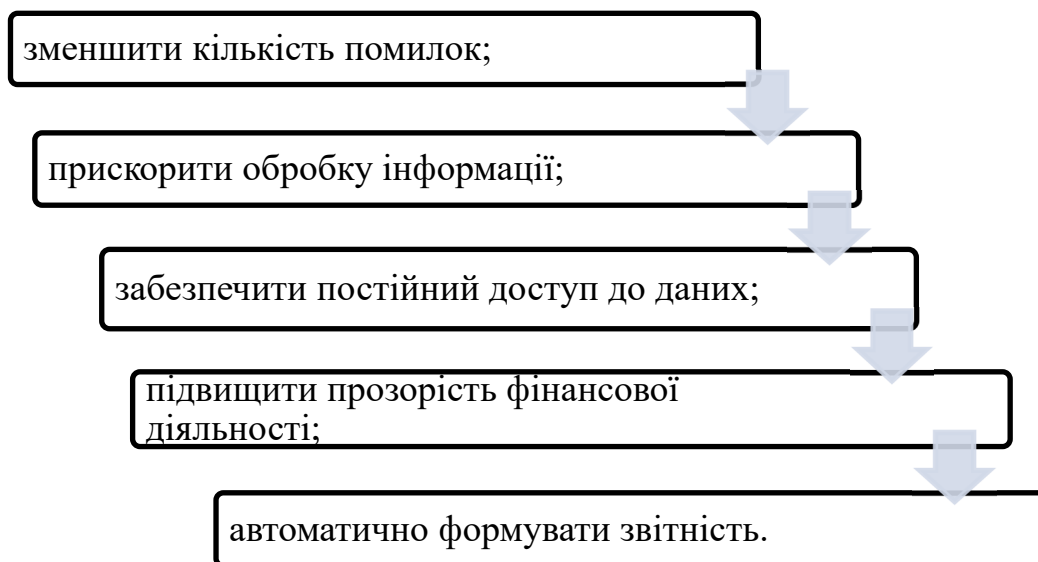 зменшити кількість помилок;
прискорити обробку інформації;
забезпечити постійний доступ до даних;
підвищити прозорість фінансової
діяльності;
автоматично формувати звітність.